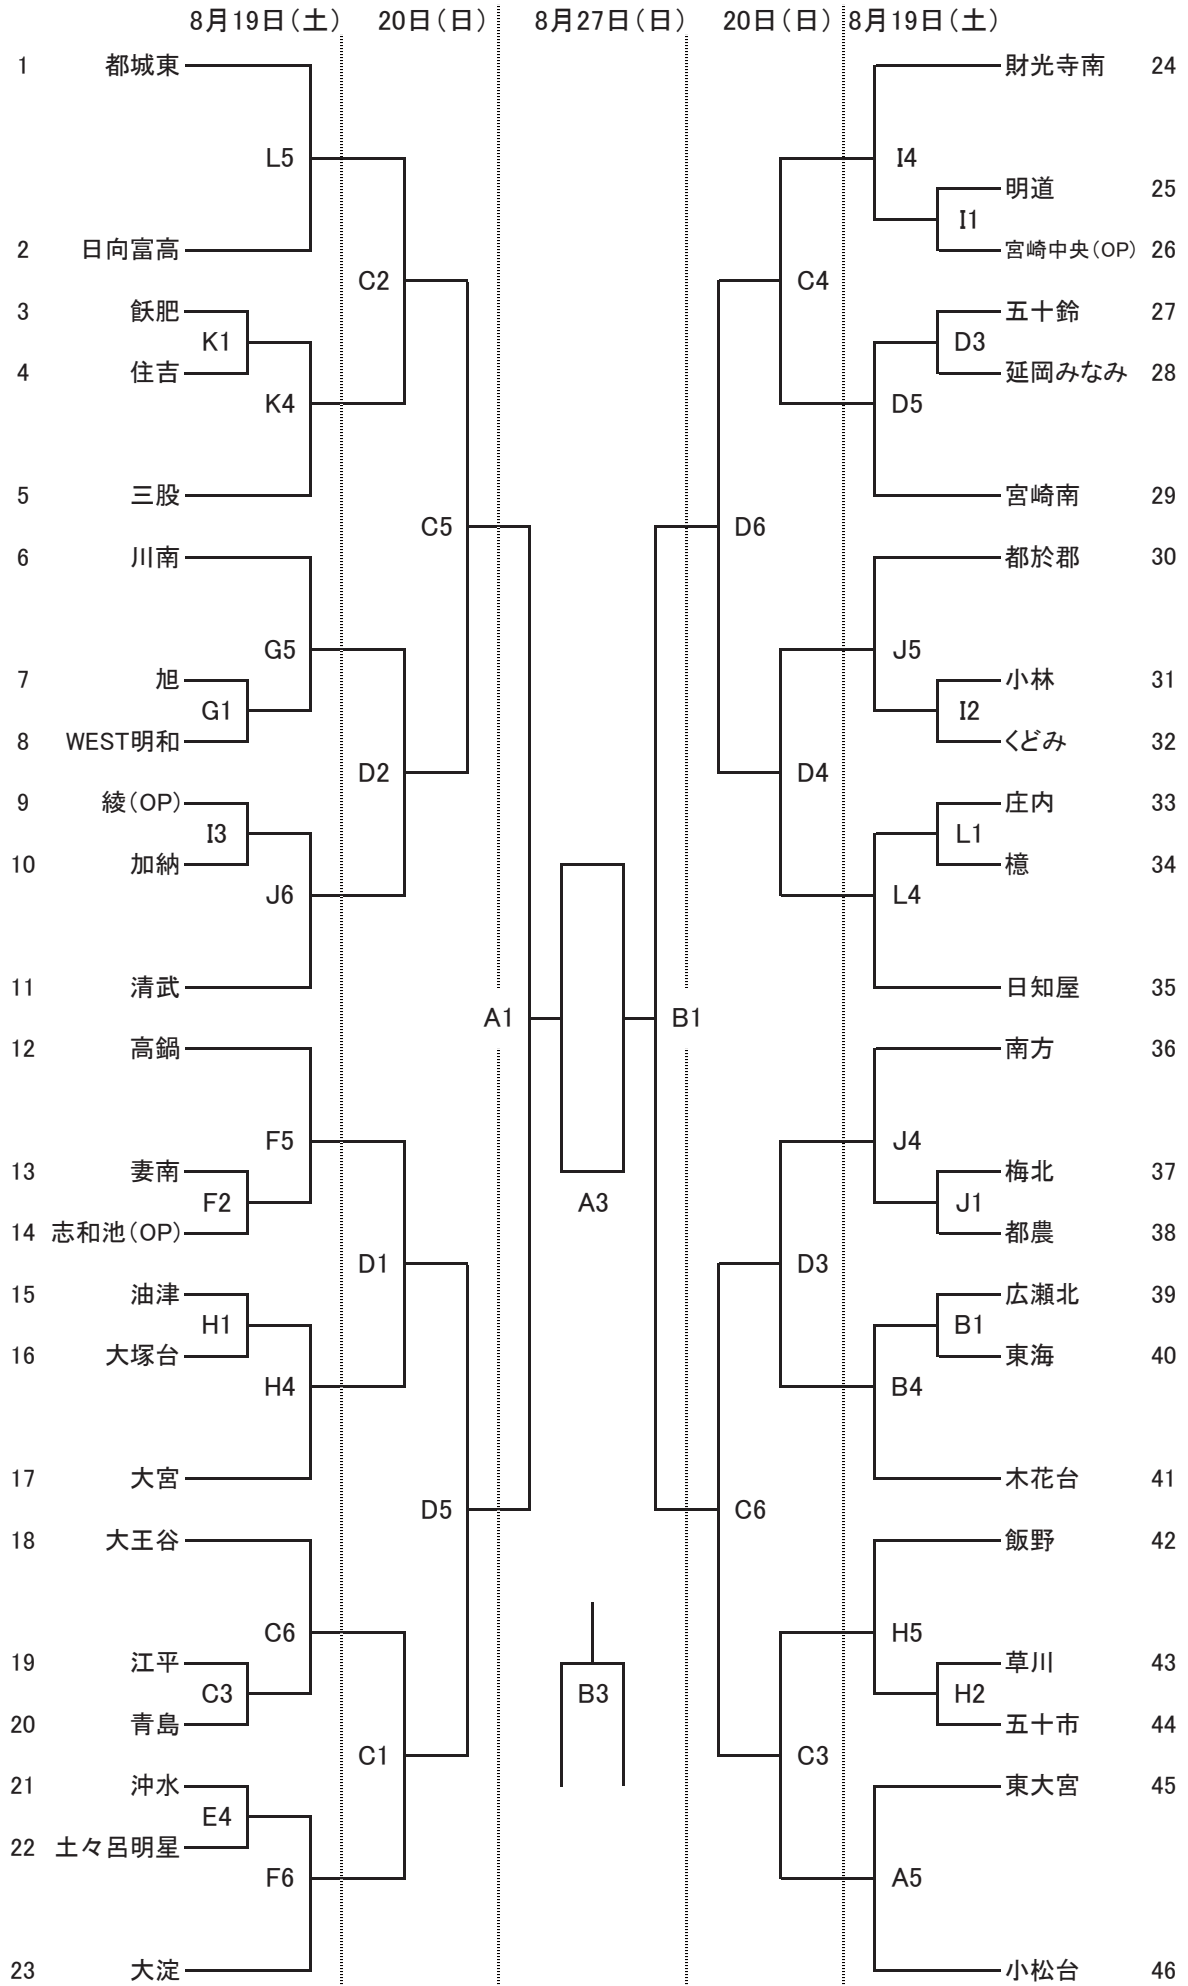 8月19日（土） 20日（日） 8月27日（日） 20日（日） 8月19日（土）
1 都城東 財光寺南 24
L5 I4
明道 25
I1
2 日向富高 宮崎中央（OP） 26
C2 C4
3 飫肥 五十鈴 27
K1 D3
4 住吉 延岡みなみ 28
K4 D5
5 三股 宮崎南 29
C5 D6
6 川南 都於郡 30
G5 J5
7 旭 小林 31
G1 I2
8 WEST明和 くどみ 32
D2 D4
9 綾（OP） 庄内 33
I3 L1
10 加納 檍 34
J6 L4
11 清武 日知屋 35
A1 B1
12 高鍋 南方 36
F5 J4
13 妻南 梅北 37
F2 A3 J1
14 志和池（OP） 都農 38
D1 D3
15 油津 広瀬北 39
H1 B1
16 大塚台 東海 40
H4 B4
17 大宮 木花台 41
D5 C6
18 大王谷 飯野 42
C6 H5
19 江平 草川 43
C3 B3 H2
20 青島 五十市 44
C1 C3
21 沖水 東大宮 45
E4
22 土々呂明星
F6 A5
23 大淀 小松台 46